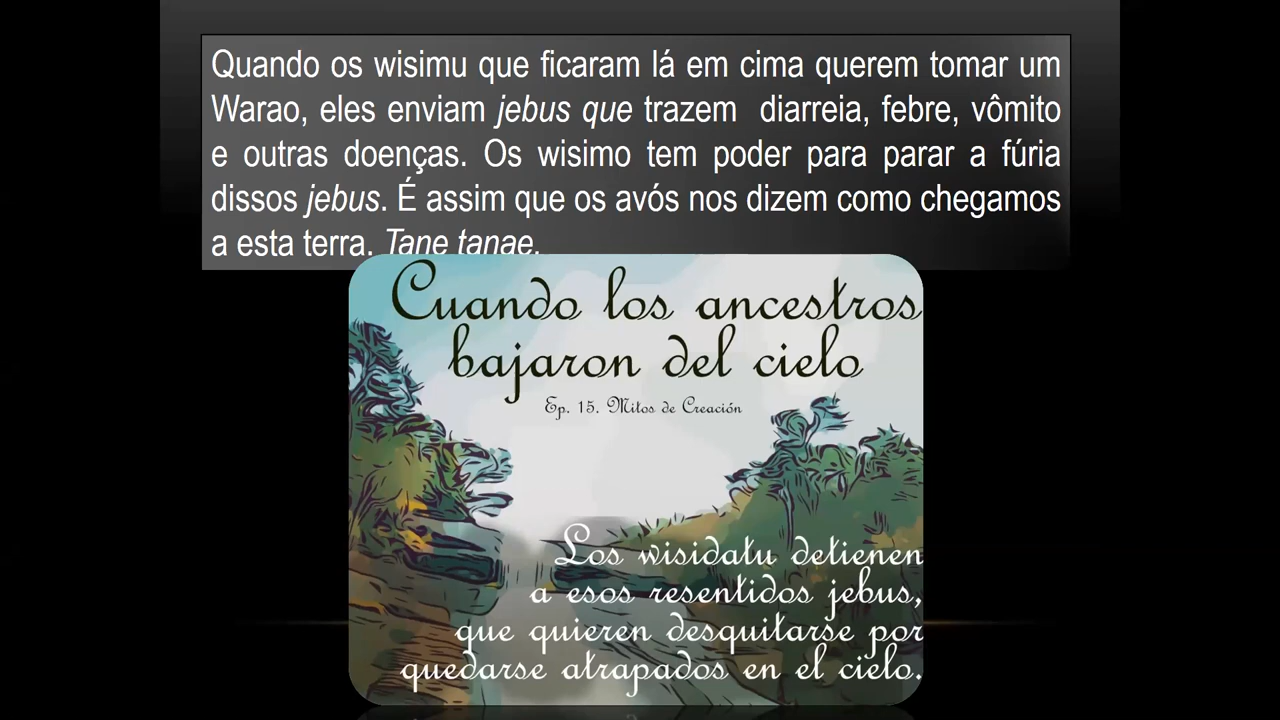 Quando os wisimu que ficaram lá em cima querem tomar um
Warao, eles enviam jebus que trazem diarreia, febre, vômito
e outras doenças. Os wisimo tem poder para parar a fúria
dissos jebus. É assim que os avós nos dizem como chegamos
a esta terra. Tane tanae.
Cuando los ancestros
bajaron del cielo
Ep. 15. Mitos de Creación
Los wisidatu detienen
a esos resentidos jebus,
que quieren desquitarse por
quedarse atrapados en el cielo.